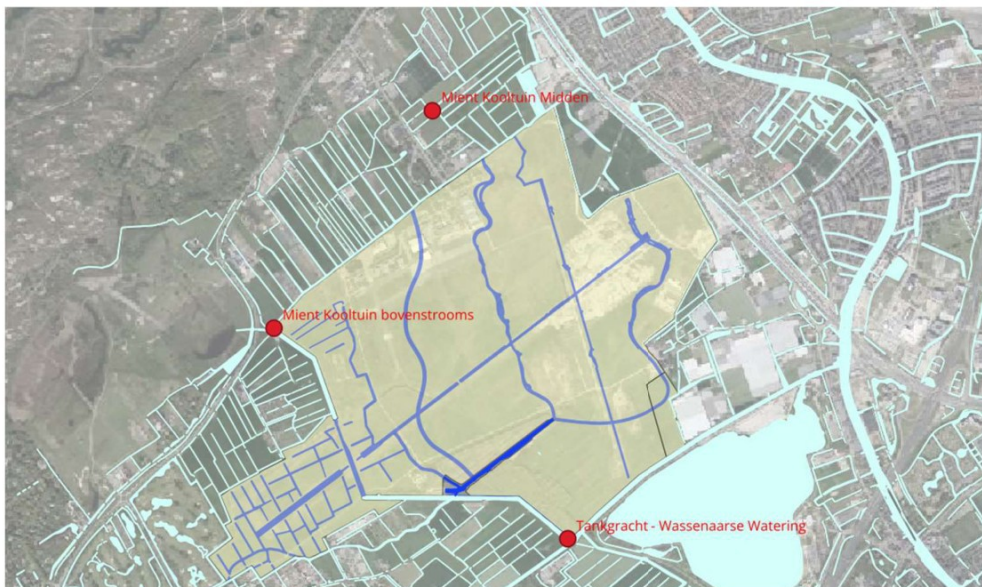 Mient Kooltuin Midden
Mient Kooltuin bovenstrooms
Tankgracht - Wassenaarse Watering